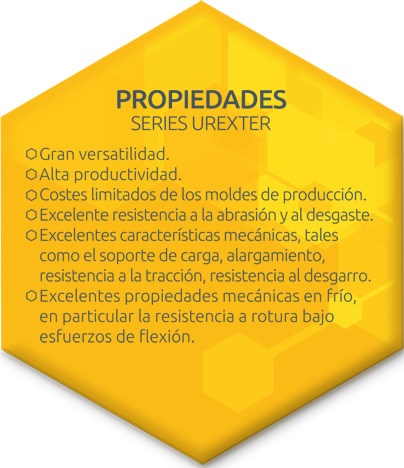 PROPIEDADES
SERIES UREXTER
Gran versatilidad.
Alta productividad.
Costes limitados de los moldes de producción.
Excelente resistencia a la abrasión y al desgaste.
Excelentes características mecánicas, tales
como el soporte de carga, alargamiento,
resistencia a la tracción, resistencia al desgarro.
Excelentes propiedades mecánicas en frío,
en particular la resistencia a rotura bajo
esfuerzos de flexión.